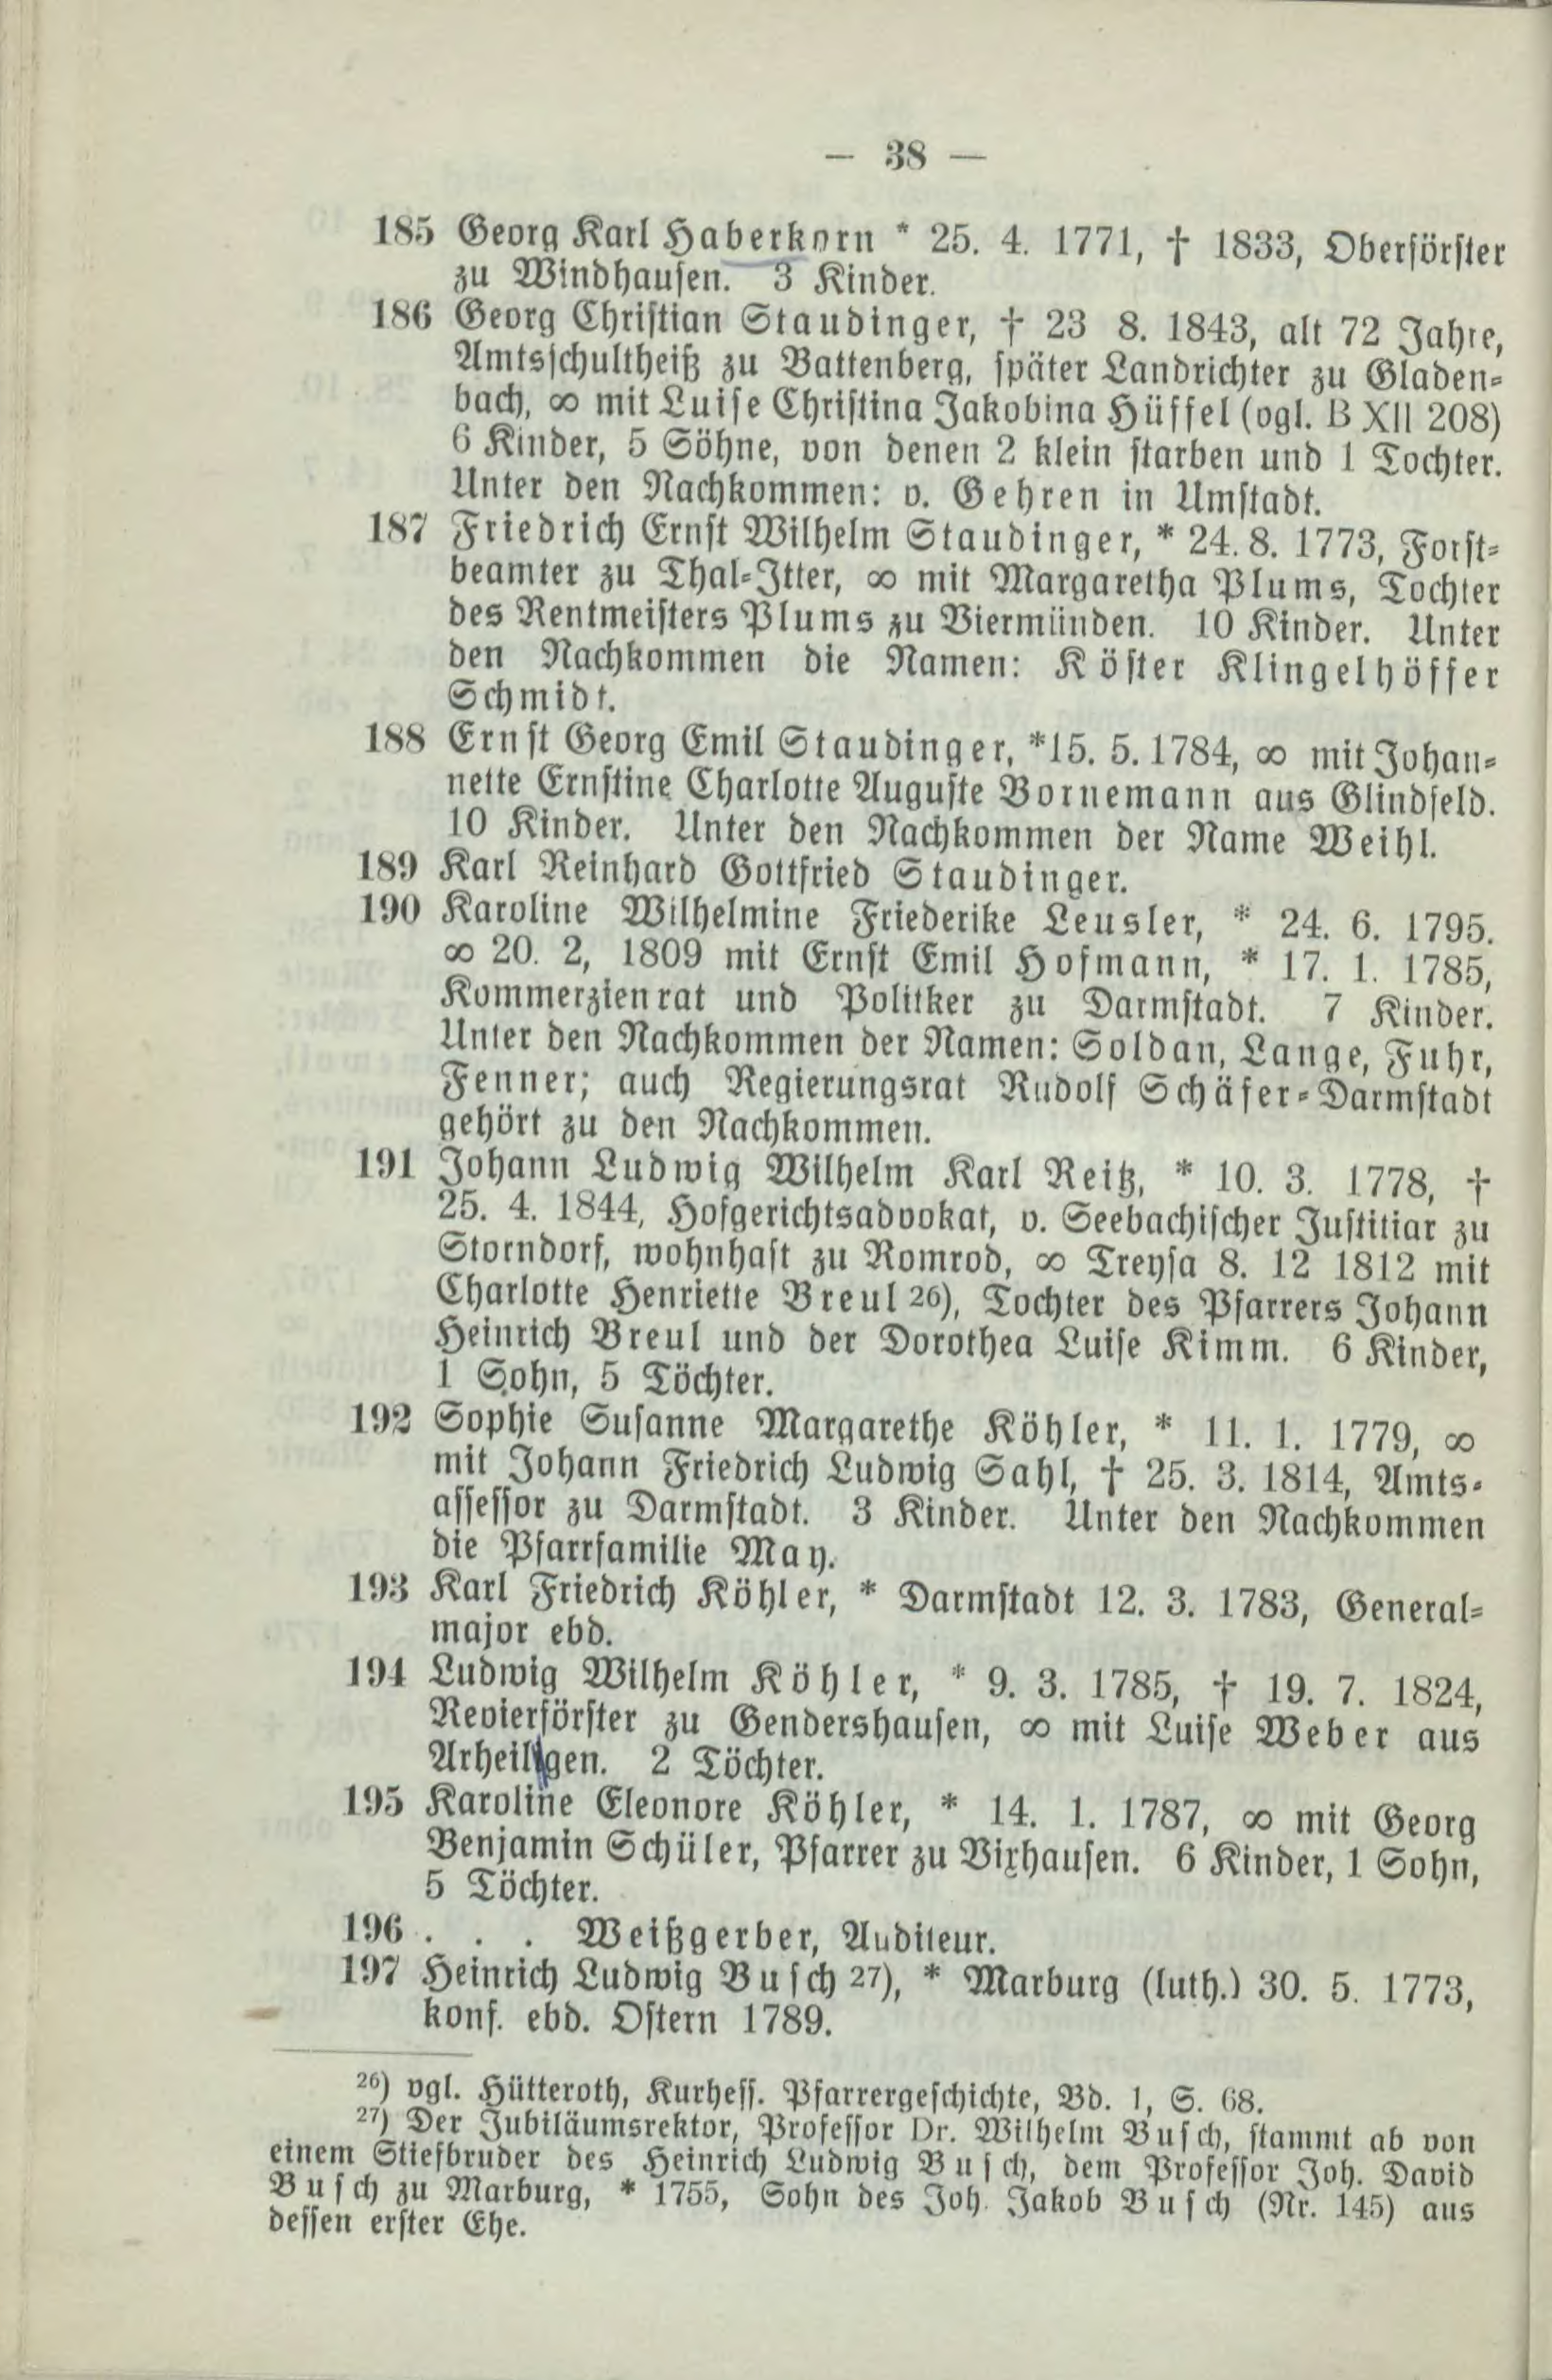 — 38 —
185 Georg Karl Haberkorn * 25. 4. 1771, † 1833, Oberförster
zu Windhausen. 3 Kinder.
186 Georg Christian Staudinger, † 23 8. 1843, alt 72 Jahre,
Amtsschultheiß zu Battenberg, später Landrichter zu Gladen-
bach, ∞ mit Luise Christina Jakobina Hüffel (vgl. B XII 208)
6 Kinder, 5 Söhne, von denen 2 klein starben und 1 Tochter.
Unter den Nachkommen: v. Gehren in Umstadt.
187 Friedrich Ernst Wilhelm Staudinger, * 24. 8. 1773, Forst-
beamter zu Thal-Itter, ∞ mit Margaretha Plums, Tochter
des Rentmeisters Plums zu Viermünden. 10 Kinder. Unter
den Nachkommen die Namen: Köster Klingelhöffer
Schmidt.
188 Ernst Georg Emil Staudinger, *15. 5. 1784, ∞ mit Johan-
nette Ernstine Charlotte Auguste Bornemann aus Glindfeld.
10 Kinder. Unter den Nachkommen der Name Weihl.
189 Karl Reinhard Gottfried Staudinger.
190 Karoline Wilhelmine Friederike Leusler, * 24. 6. 1795.
∞ 20. 2, 1809 mit Ernst Emil Hofmann, * 17. 1. 1785,
Kommerzienrat und Politker zu Darmstadt. 7 Kinder.
Unter den Nachkommen der Namen: Soldan, Lange, Fuhr,
Fenner; auch Regierungsrat Rudolf Schäfer-Darmstadt
gehört zu den Nachkommen.
191 Johann Ludwig Wilhelm Karl Reiß, * 10. 3. 1778, †
25. 4. 1844, Hofgerichtsadvokat, v. Seebachischer Justitiar zu
Storndorf, wohnhaft zu Romrod, ∞ Treysa 8. 12 1812 mit
Charlotte Henriette Breul 26), Tochter des Pfarrers Johann
Heinrich Breul und der Dorothea Luise Kimm. 6 Kinder,
1 Sohn, 5 Töchter.
192 Sophie Susanne Margarethe Köhler, * 11. 1. 1779, ∞
mit Johann Friedrich Ludwig Sahl, † 25. 3. 1814, Amts-
assessor zu Darmstadt. 3 Kinder. Unter den Nachkommen
die Pfarrfamilie May.
193 Karl Friedrich Köhler, * Darmstadt 12. 3. 1783, General-
major ebd.
194 Ludwig Wilhelm Köhler, * 9. 3. 1785, † 19. 7. 1824,
Revierförster zu Gendershausen, ∞ mit Luise Weber aus
Arheilgen. 2 Töchter.
195 Karoline Eleonore Köhler, * 14. 1. 1787, ∞ mit Georg
Benjamin Schüler, Pfarrer zu Virhausen. 6 Kinder, 1 Sohn,
5 Töchter.
196 . . . Weißgerber, Auditeur.
197 Heinrich Ludwig Busch 27), * Marburg (luth.) 30. 5. 1773,
konf. ebd. Ostern 1789.
26) vgl. Hütteroth, Kurhess. Pfarrergeschichte, Bd. 1, S. 68.
27) Der Jubiläumsrektor, Professor Dr. Wilhelm Busch, stammt ab von
einem Stiefbruder des Heinrich Ludwig Busch, dem Professor Joh. David
Busch zu Marburg, * 1755, Sohn des Joh. Jakob Busch (Nr. 145) aus
dessen erster Ehe.